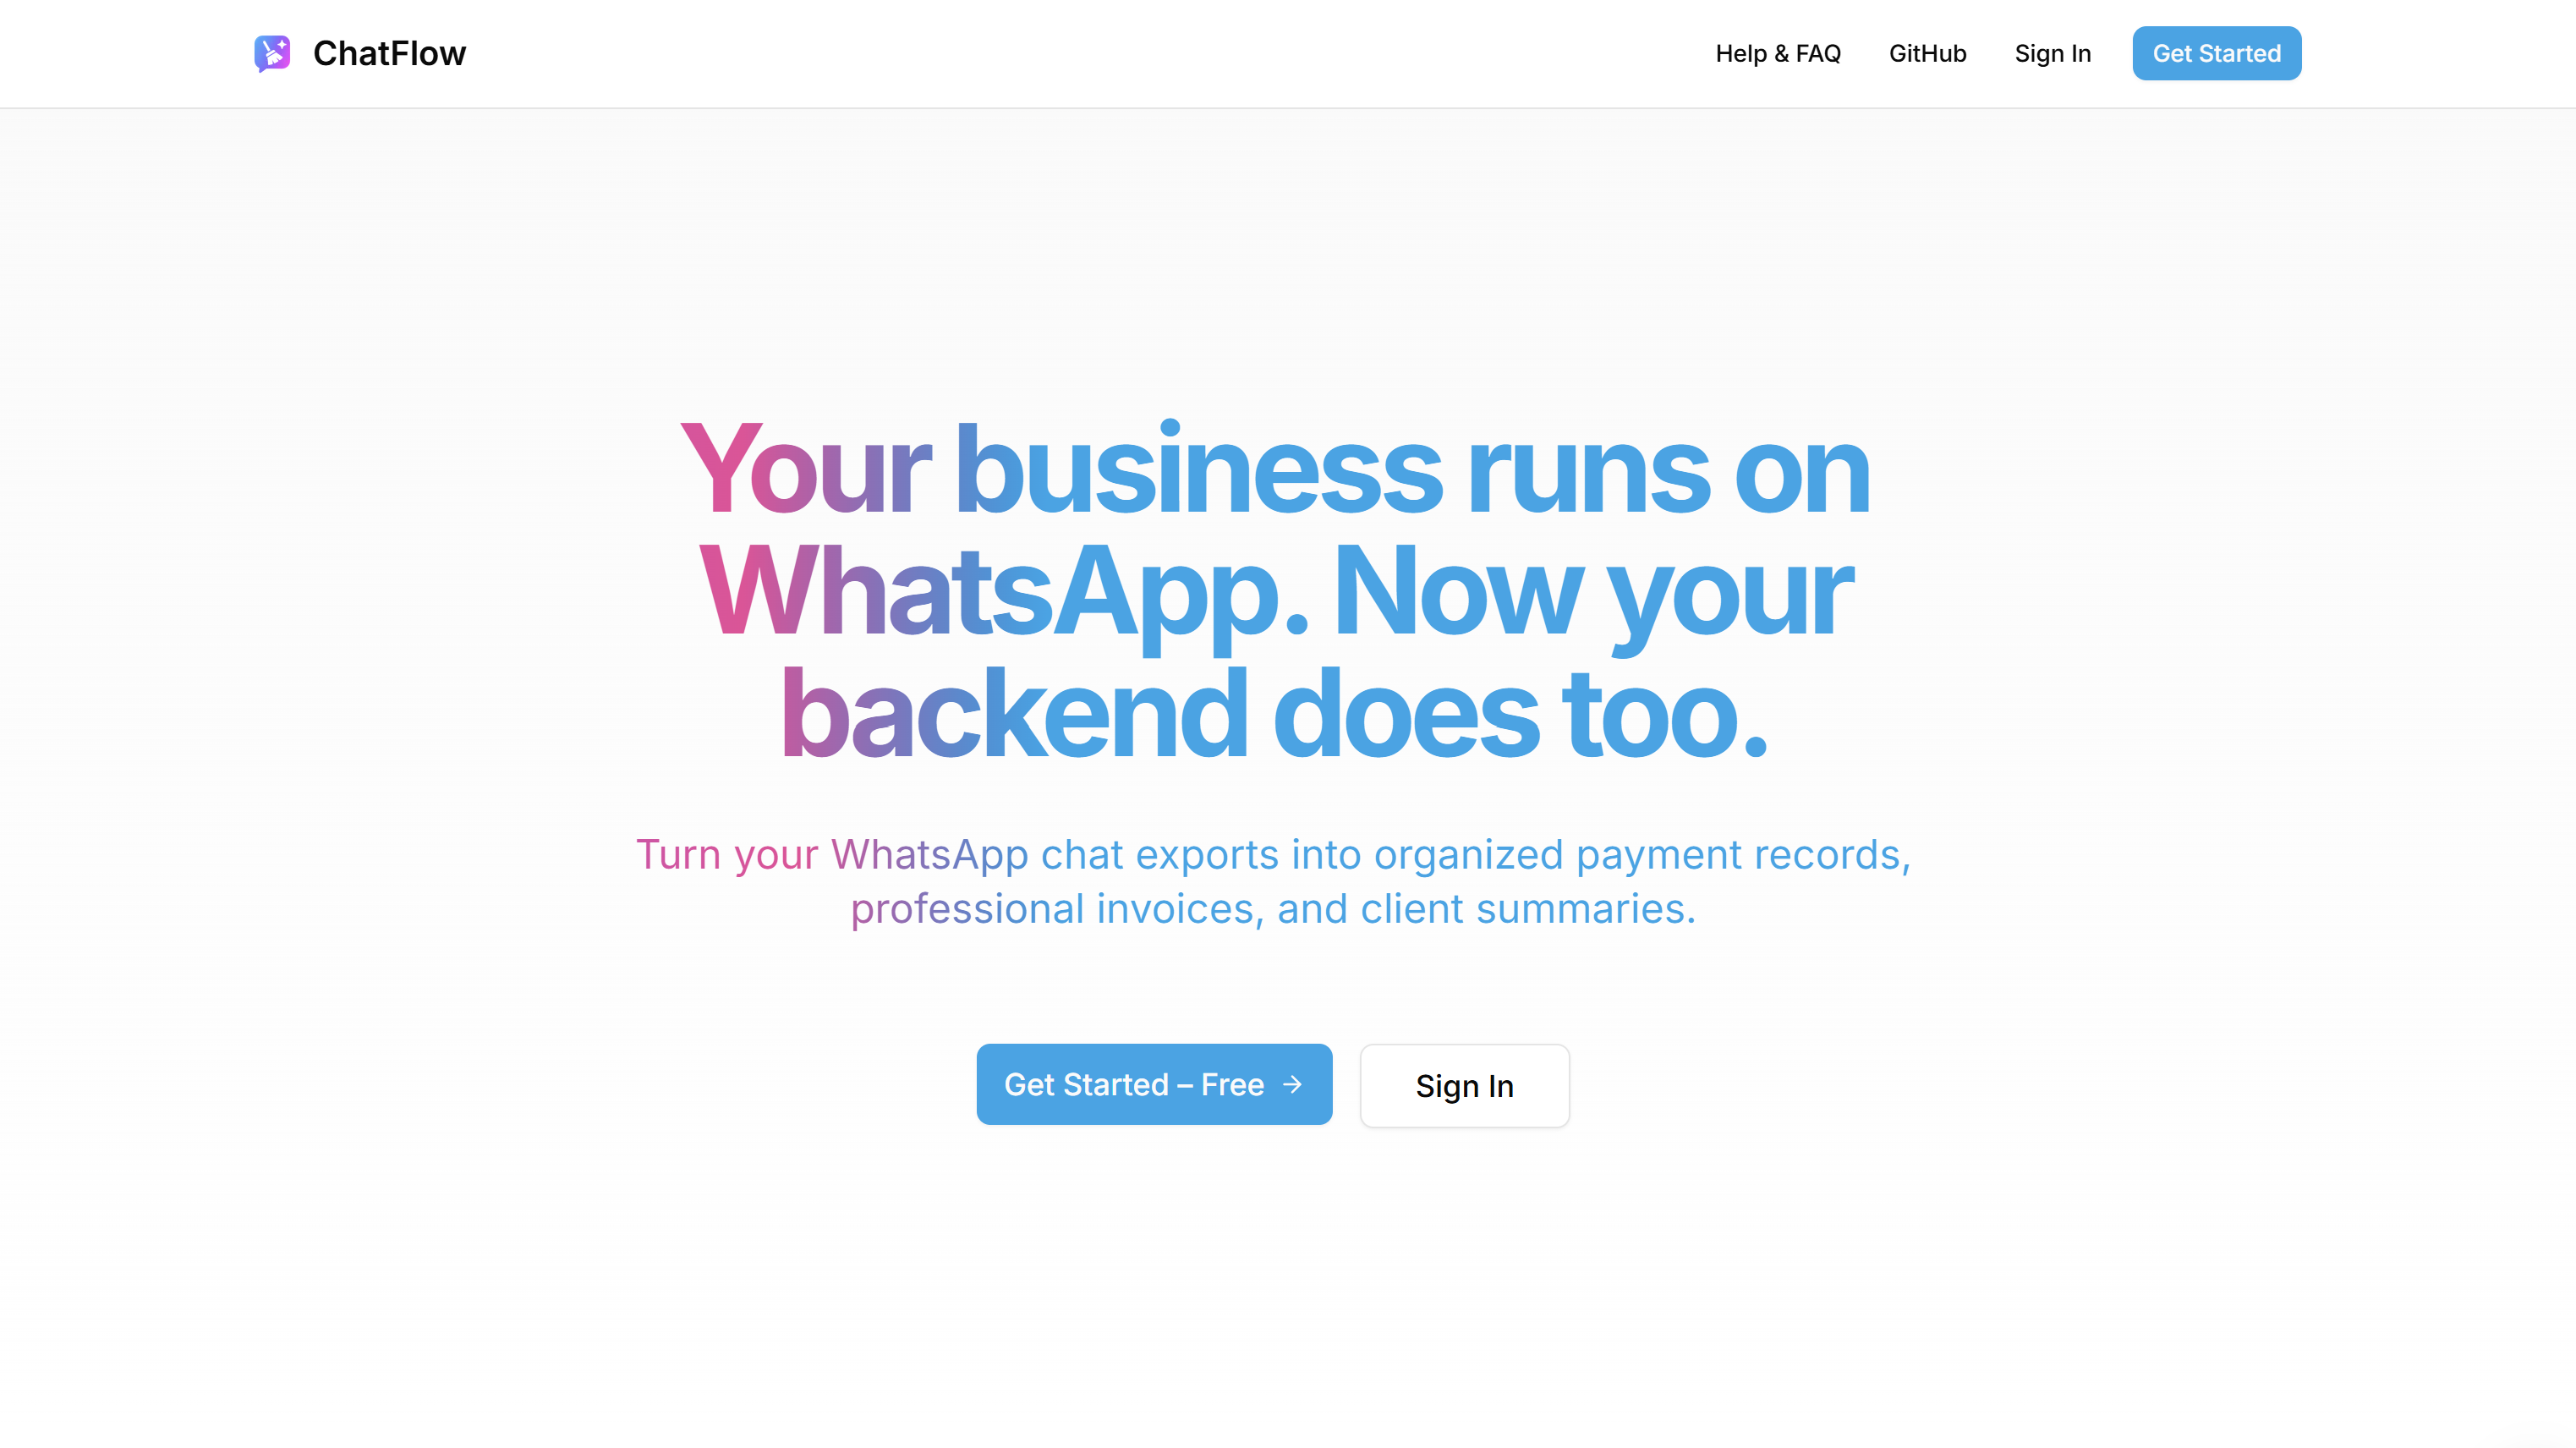 ChatFlow
Help & FAQ
GitHub
Sign In
Get Started
Your business runs on
WhatsApp. Now your
backend does too.
Turn your WhatsApp chat exports into organized payment records,
professional invoices, and client summaries.
Get Started – Free →
Sign In